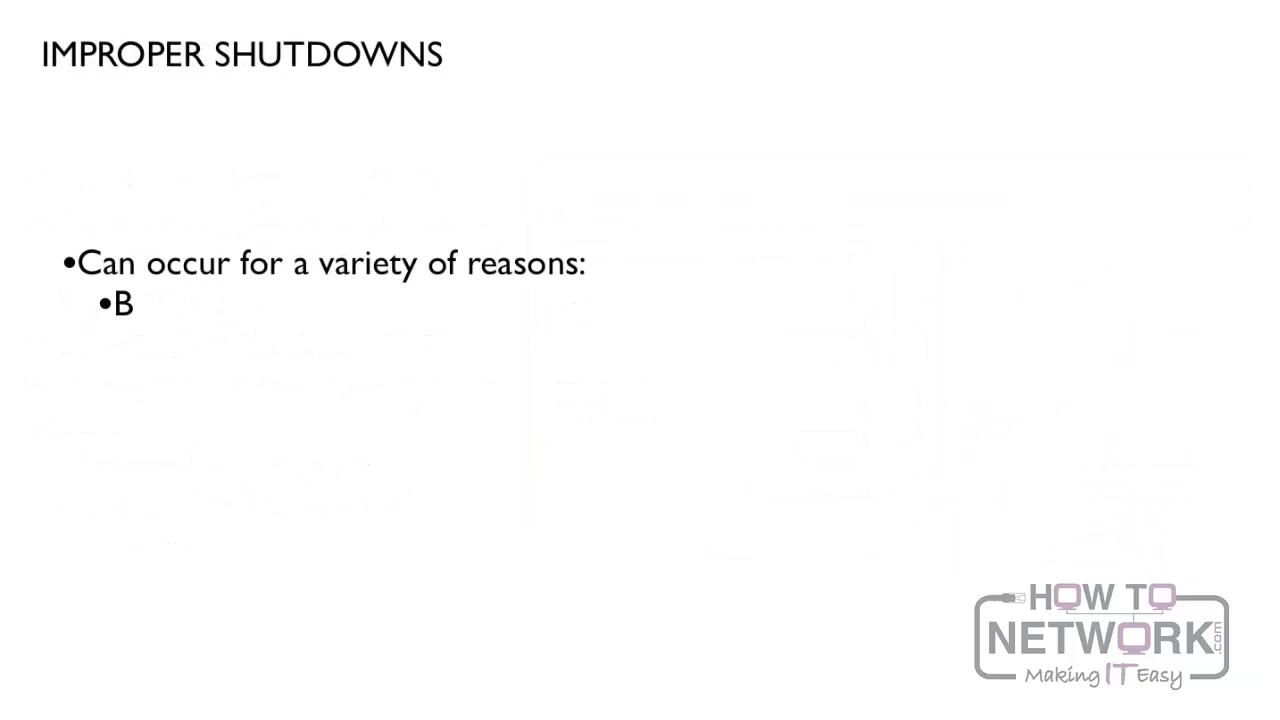 IMPROPER SHUTDOWNS
•Can occur for a variety of reasons:
•B
HOW TO
NETWORK.com
Making IT Easy